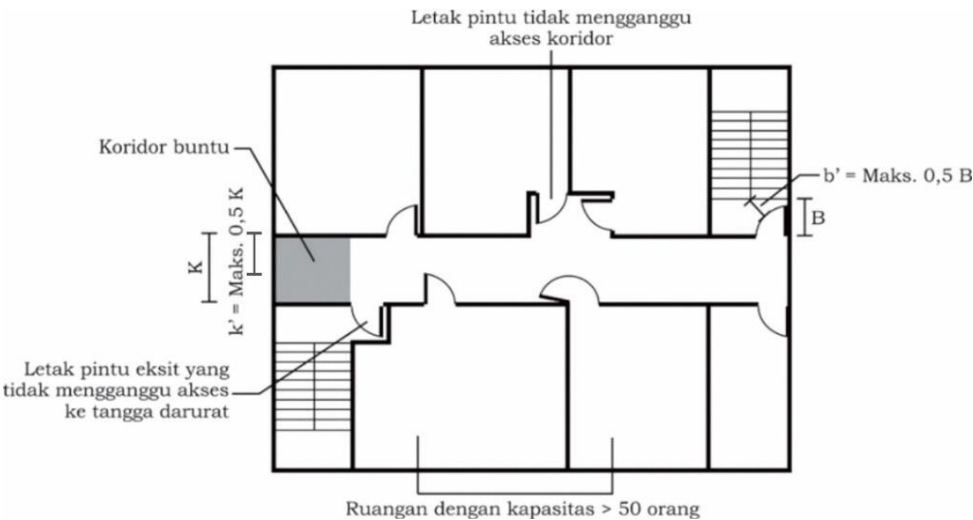 Letak pintu tidak mengganggu
akses koridor
Koridor buntu
b’ = Maks. 0,5 B
B
K
k’ = Maks. 0,5 K
Letak pintu eksit yang
tidak mengganggu akses
ke tangga darurat
Ruangan dengan kapasitas > 50 orang